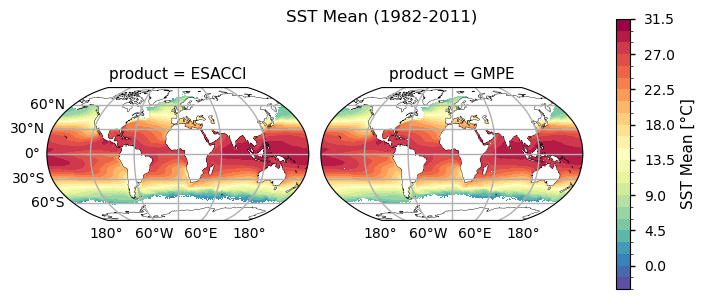 SST Mean (1982-2011)
product = ESACCI
product = GMPE
60°N
30°N
0°
30°S
60°S
180° 60°W 60°E 180°
180° 60°W 60°E 180°
31.5
27.0
22.5
18.0
13.5
9.0
4.5
0.0
SST Mean [°C]